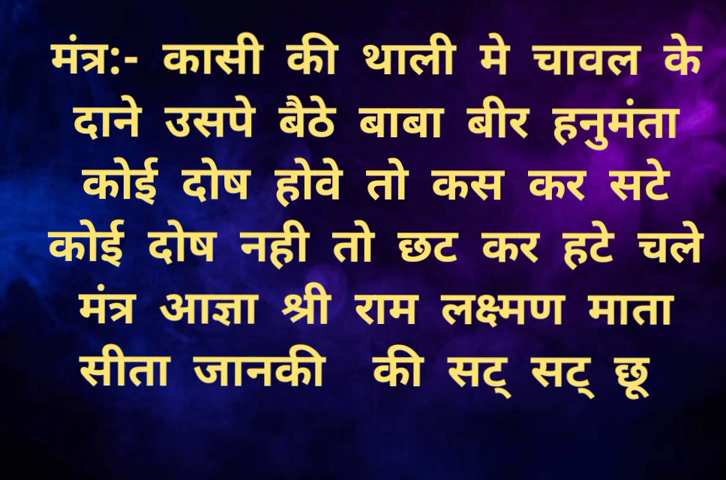 मंत्र:- कासी की थाली मे चावल के
दाने उसपे बैठे बाबा बीर हनुमंता
कोई दोष होवे तो कस कर सटे
कोई दोष नही तो छट कर हटे चले
मंत्र आज्ञा श्री राम लक्ष्मण माता
सीता जानकी की सट् सट् छू